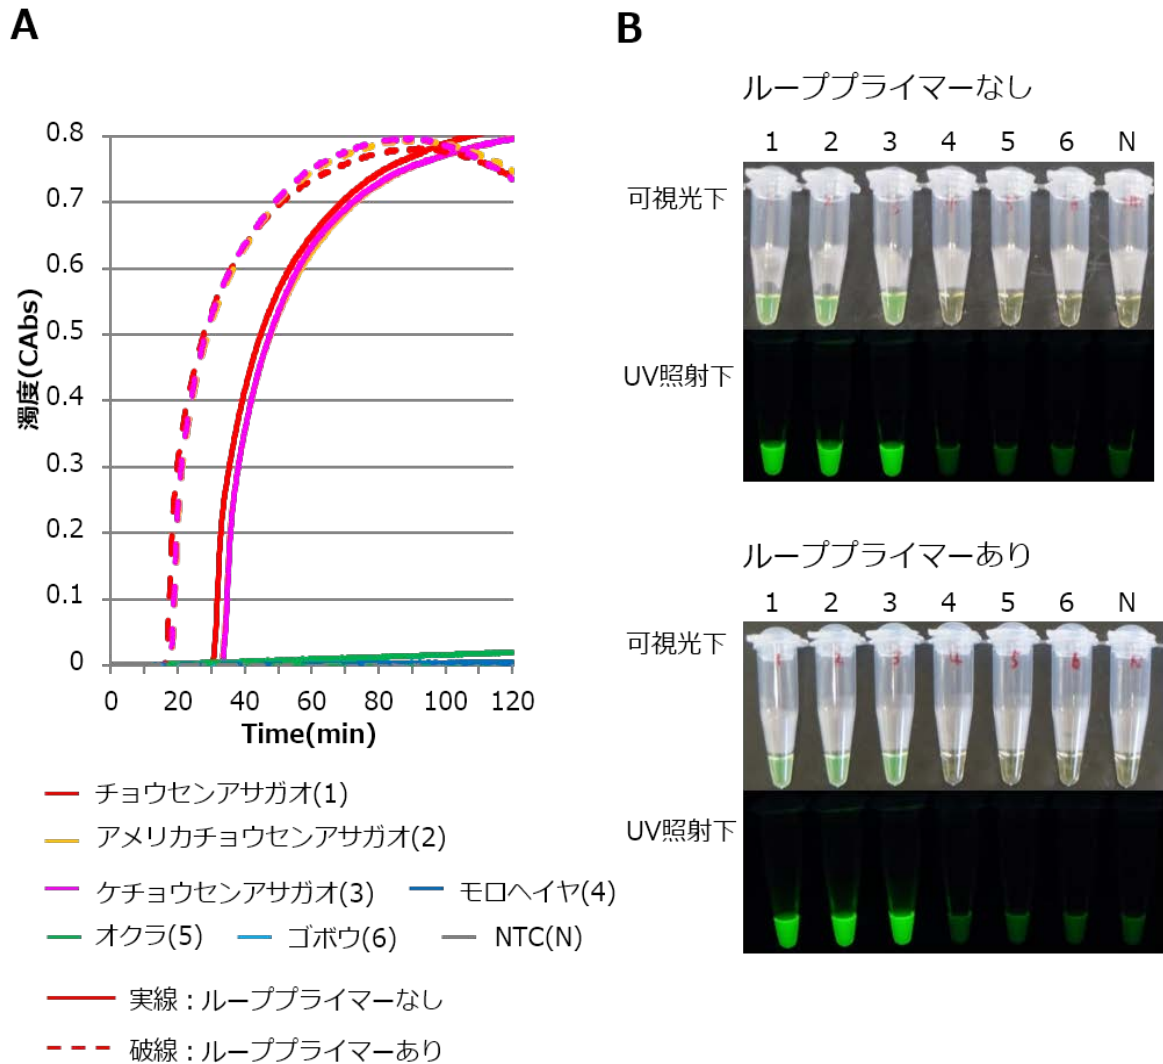 A
0.8
0.7
0.6
0.5
0.4
0.3
0.2
0.1
0
濁度(CAbs)
0 20 40 60 80 100 120
Time(min)
チョウセンアサガオ(1)
アメリカチョウセンアサガオ(2)
ケチョウセンアサガオ(3) モロヘイヤ(4)
オクラ(5) ゴボウ(6) NTC(N)
実線：ループプライマーなし
破線：ループプライマーあり
B
ループプライマーなし
1 2 3 4 5 6 N
可視光下
UV照射下
ループプライマーあり
1 2 3 4 5 6 N
可視光下
1 2 3 4 5 6 N
UV照射下